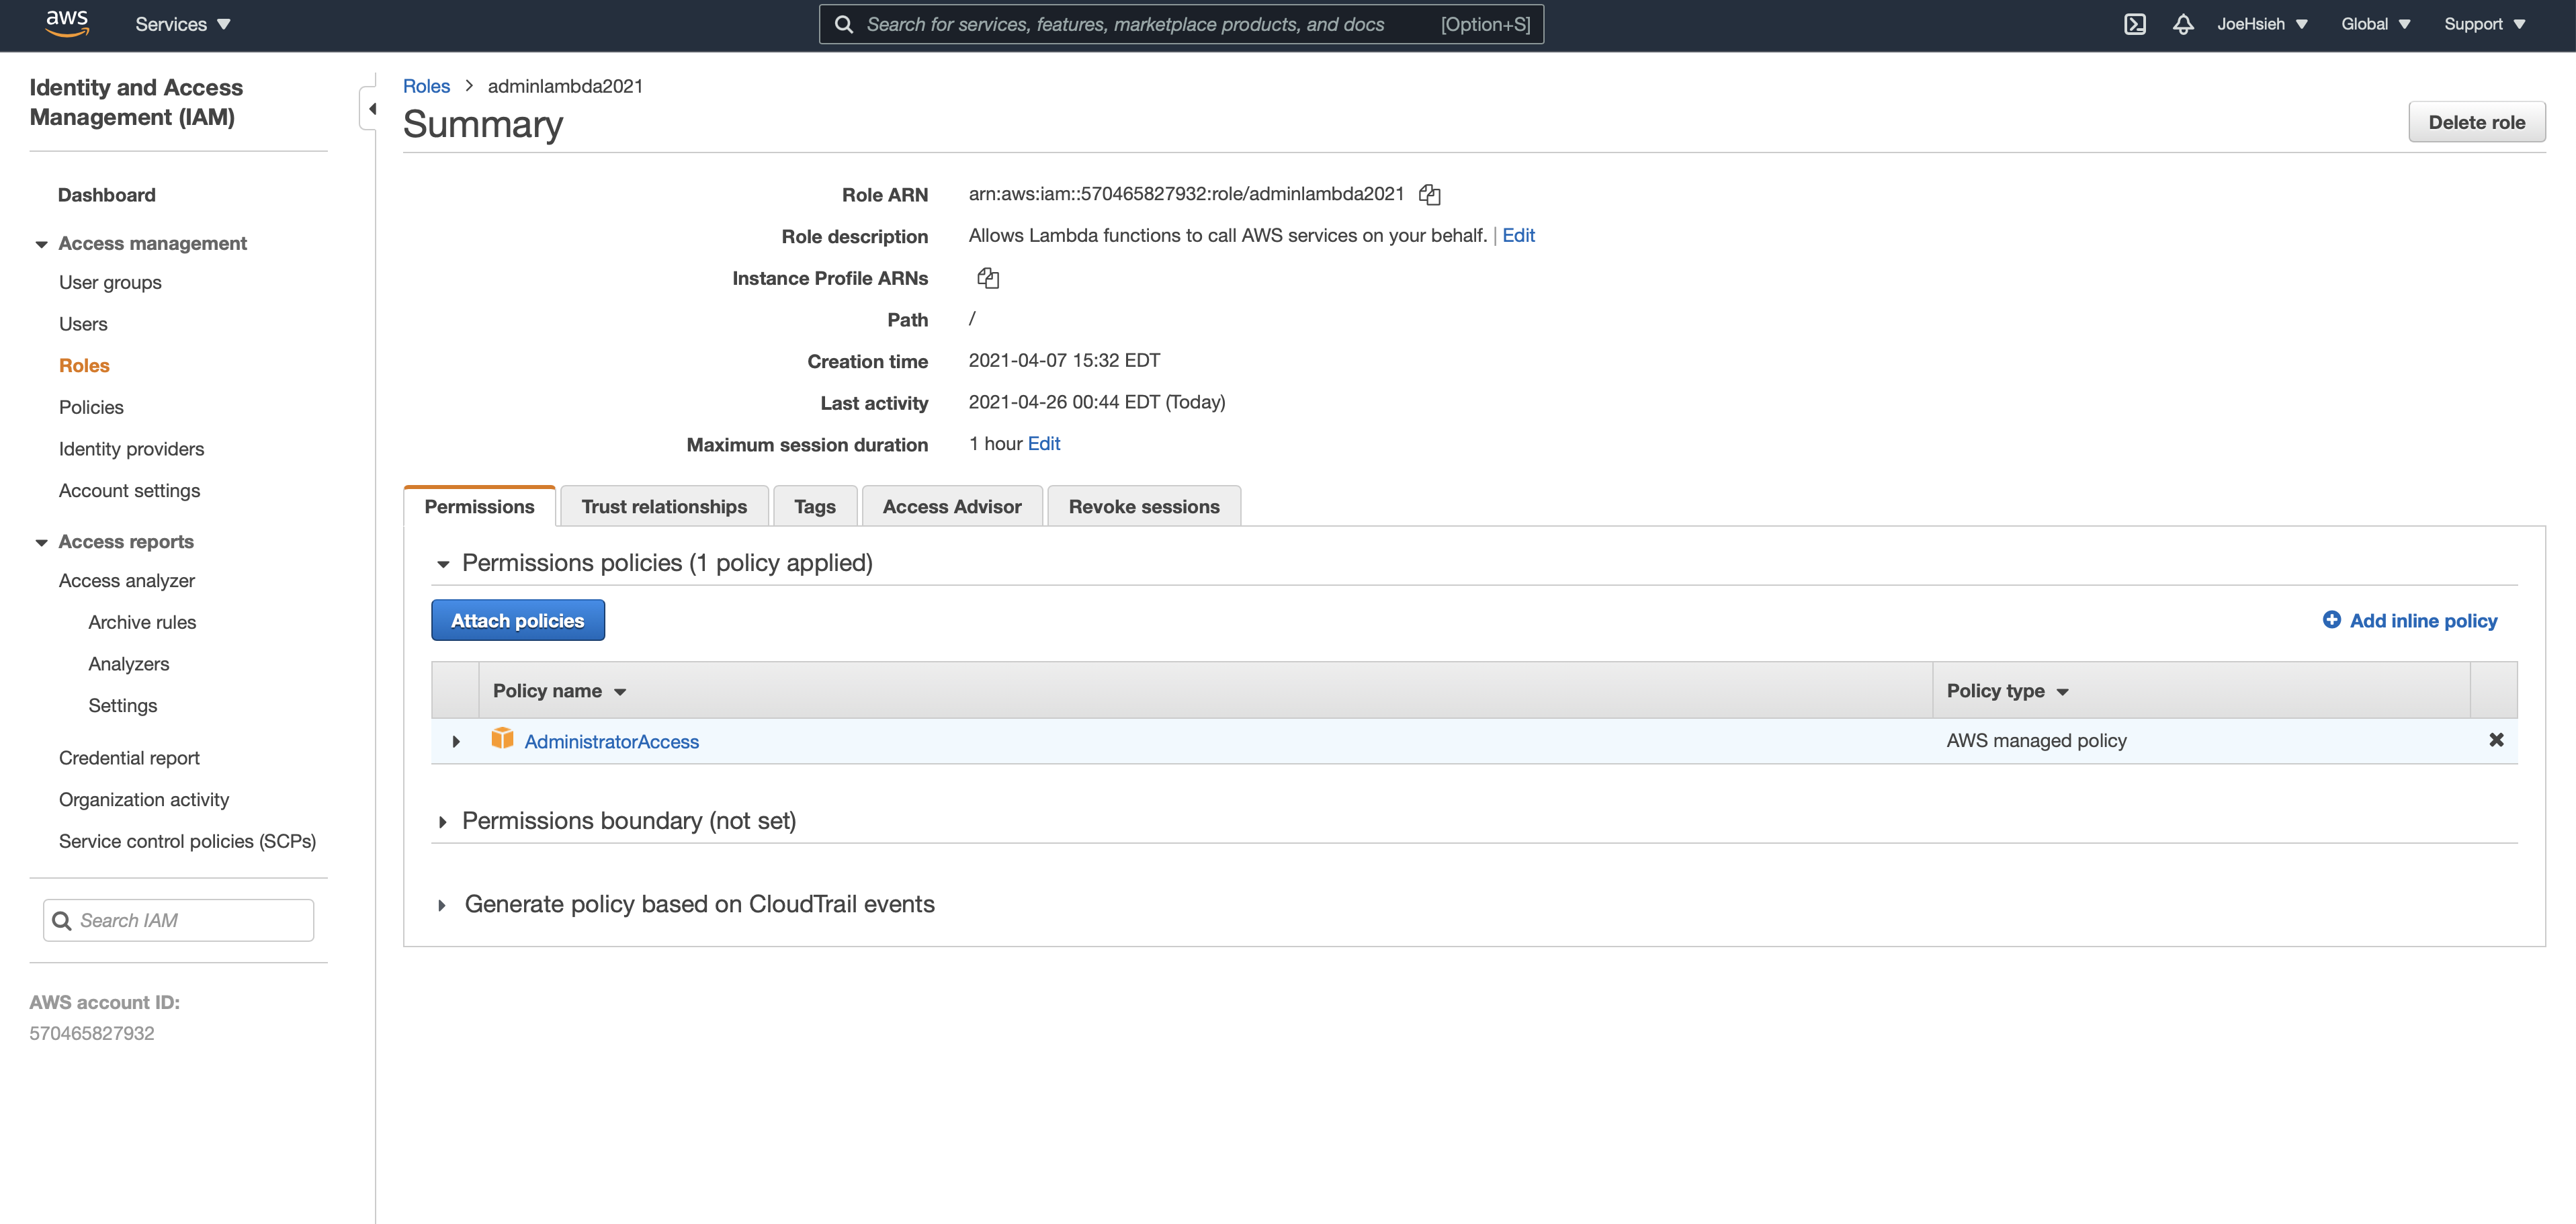 aws
Services
Search for services, features, marketplace products, and docs [Option+S]
JoeHsieh
Global
Support
Identity and Access
Management (IAM)
Dashboard
Access management
User groups
Users
Roles
Policies
Identity providers
Account settings
Access reports
Access analyzer
Archive rules
Analyzers
Settings
Credential report
Organization activity
Service control policies (SCPs)
Search IAM
AWS account ID:
570465827932
Roles > adminlambda2021
Summary
Delete role
Role ARN arn:aws:iam::570465827932:role/adminlambda2021
Role description Allows Lambda functions to call AWS services on your behalf. | Edit
Instance Profile ARNs
Path /
Creation time 2021-04-07 15:32 EDT
Last activity 2021-04-26 00:44 EDT (Today)
Maximum session duration 1 hour Edit
Permissions Trust relationships Tags Access Advisor Revoke sessions
Permissions policies (1 policy applied)
Attach policies Add inline policy
Policy name Policy type
AdministratorAccess AWS managed policy
Permissions boundary (not set)
Generate policy based on CloudTrail events